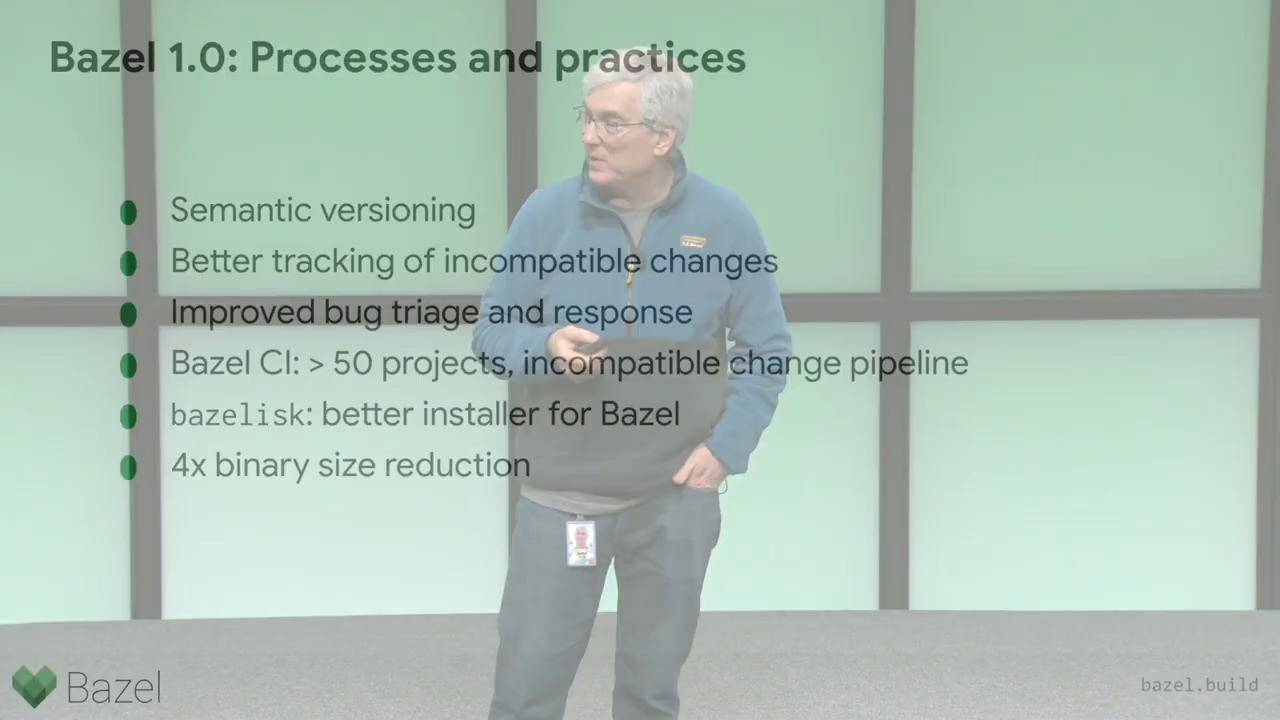 Bazel 1.0: Processes and practices
Semantic versioning
Better tracking of incompatible changes
Improved bug triage and response
Bazel CI: > 50 projects, incompatible change pipeline
bazelisk: better installer for Bazel
4x binary size reduction
Bazel
bazel.build